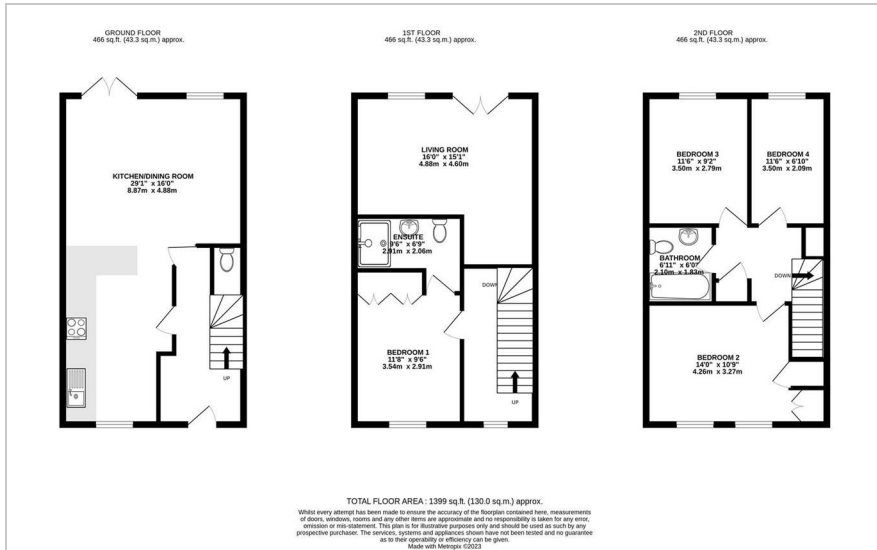 GROUND FLOOR
466 sq.ft. (43.3 sq.m.) approx.
KITCHEN/DINING ROOM
29'1" x 16'0"
8.87m x 4.88m
UP
1ST FLOOR
466 sq.ft. (43.3 sq.m.) approx.
LIVING ROOM
16'0" x 15'1"
4.88m x 4.60m
ENSUITE
9'6" x 6'9"
2.91m x 2.06m
DOWN
BEDROOM 1
11'8" x 9'6"
3.54m x 2.91m
UP
2ND FLOOR
466 sq.ft. (43.3 sq.m.) approx.
BEDROOM 3
11'6" x 9'2"
3.50m x 2.79m
BEDROOM 4
11'6" x 6'10"
3.50m x 2.09m
BATHROOM
6'11" x 6'0"
2.10m x 1.83m
DOWN
BEDROOM 2
14'0" x 10'9"
4.26m x 3.27m
TOTAL FLOOR AREA : 1399 sq.ft. (130.0 sq.m.) approx.
Whilst every attempt has been made to ensure the accuracy of the floorplan contained here, measurements
of doors, windows, rooms and any other items are approximate and no responsibility is taken for any error,
omission or mis-statement. This plan is for illustrative purposes only and should be used as such by any
prospective purchaser. The services, systems and appliances shown have not been tested and no guarantee
as to their operability or efficiency can be given.
Made with Metropix ©2023